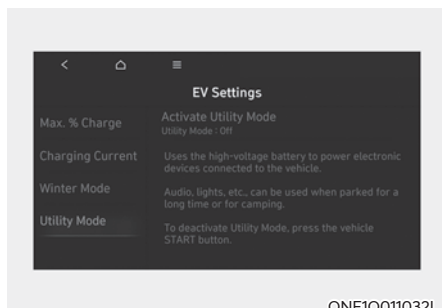 EV Settings
Max. % Charge
Charging Current
Winter Mode
Utility Mode
Activate Utility Mode
Utility Mode : Off
Uses the high-voltage battery to power electronic
devices connected to the vehicle.
Audio, lights, etc., can be used when parked for a
long time or for camping.
To deactivate Utility Mode, press the vehicle
START button.